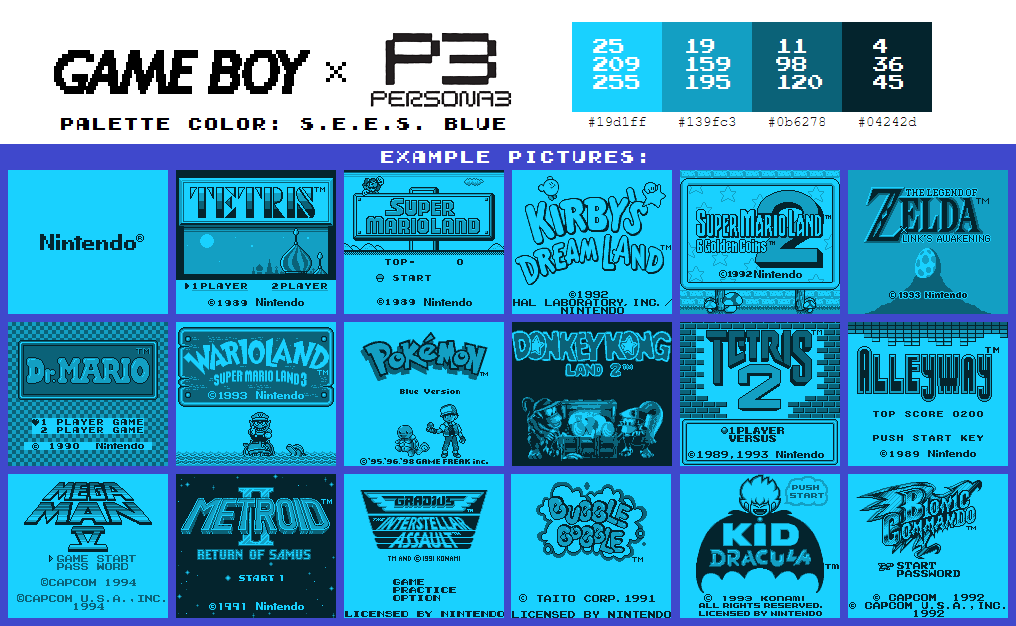 GAME BOY × P3
PERSONA3
PALETTE COLOR: S.E.E.S. BLUE
25 19 11 4
209 159 98 36
255 195 120 45
#19d1ff #139fc3 #0b6278 #04242d
EXAMPLE PICTURES:
Nintendo®
TETRIS™
1PLAYER 2PLAYER
©1989 Nintendo
SUPER
MARIOLAND
TOP- 0
START
©1989 Nintendo
KIRBY'S
DREAM LAND™
©1992
HAL LABORATORY, INC. /
NINTENDO
SUPER MARIO LAND™
2
6 Golden Coins™
©1992 Nintendo
THE LEGEND OF
ZELDA™
LINK'S AWAKENING
© 1993 Nintendo
DR. MARIO™
1 PLAYER GAME
2 PLAYER GAME
© 1990 Nintendo
WARIOLAND
SUPER MARIO LAND 3™
©1993 Nintendo
POKéMON™
Blue Version
©'95.'96.'98 GAME FREAK inc.
DONKEY KONG
LAND 2™
TETRIS™
2
1PLAYER
VERSUS
©1989,1993 Nintendo
ALLEYWAY™
TOP SCORE 0200
PUSH START KEY
©1989 Nintendo
MEGA
MAN
IV
GAME START
PASS WORD
©CAPCOM 1994
©CAPCOM U.S.A.,INC.
1994
METROID™
II
RETURN OF SAMUS
START 1
©1991 Nintendo
GRADIUS
THE INTERSTELLAR
ASSAULT™
TM AND ©1991 KONAMI
GAME
PRACTICE
OPTION
LICENSED BY NINTENDO
BUBBLE
BOBBLE™
© TAITO CORP. 1991
LICENSED BY NINTENDO
PUSH
START
KID
DRACULA™
© 1993 KONAMI
ALL RIGHTS RESERVED.
LICENSED BY NINTENDO
BIONIC
COMMANDO™
START
PASSWORD
© CAPCOM 1992
© CAPCOM U.S.A.,INC.
1992